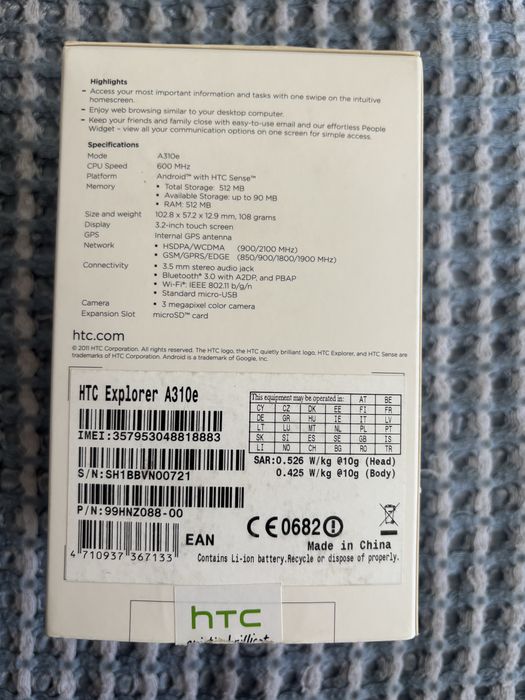 Highlights
- Access your most important information and tasks with one swipe on the intuitive
homescreen.
- Enjoy web browsing similar to your desktop computer.
- Keep your friends and family close with easy-to-use email and our effortless People
Widget - view all your communication options on one screen for simple access.
Specifications
Mode A310e
CPU Speed 600 MHz
Platform Android™ with HTC Sense™
Memory • Total Storage: 512 MB
• Available Storage: up to 90 MB
• RAM: 512 MB
Size and weight 102.8 x 57.2 x 12.9 mm, 108 grams
Display 3.2-inch touch screen
GPS Internal GPS antenna
Network • HSDPA/WCDMA (900/2100 MHz)
• GSM/GPRS/EDGE (850/900/1800/1900 MHz)
Connectivity • 3.5 mm stereo audio jack
• Bluetooth® 3.0 with A2DP, and PBAP
• Wi-Fi®: IEEE 802.11 b/g/n
• Standard micro-USB
Camera • 3 megapixel color camera
Expansion Slot microSD™ card
htc.com
© 2011 HTC Corporation. All rights reserved. The HTC logo, the HTC quietly brilliant logo, HTC Explorer, and HTC Sense are
trademarks of HTC Corporation. Android is a trademark of Google, Inc.
HTC Explorer A310e
This equipment may be operated in: AT BE
CY CZ DK EE FI FR
DE GR HU IE IT LV
LT LU MT NL PL PT
SK SI ES SE GB IS
LI NO CH BG RO TR
IMEI:357953048818883
SAR:0.526 W/kg @10g (Head)
0.425 W/kg @10g (Body)
S/N:SH1BBVN00721
P/N:99HNZ088-00
EAN
4 710937 367133
CE0682
Made in China
Contains Li-ion battery.Recycle or dispose of properly.
htc